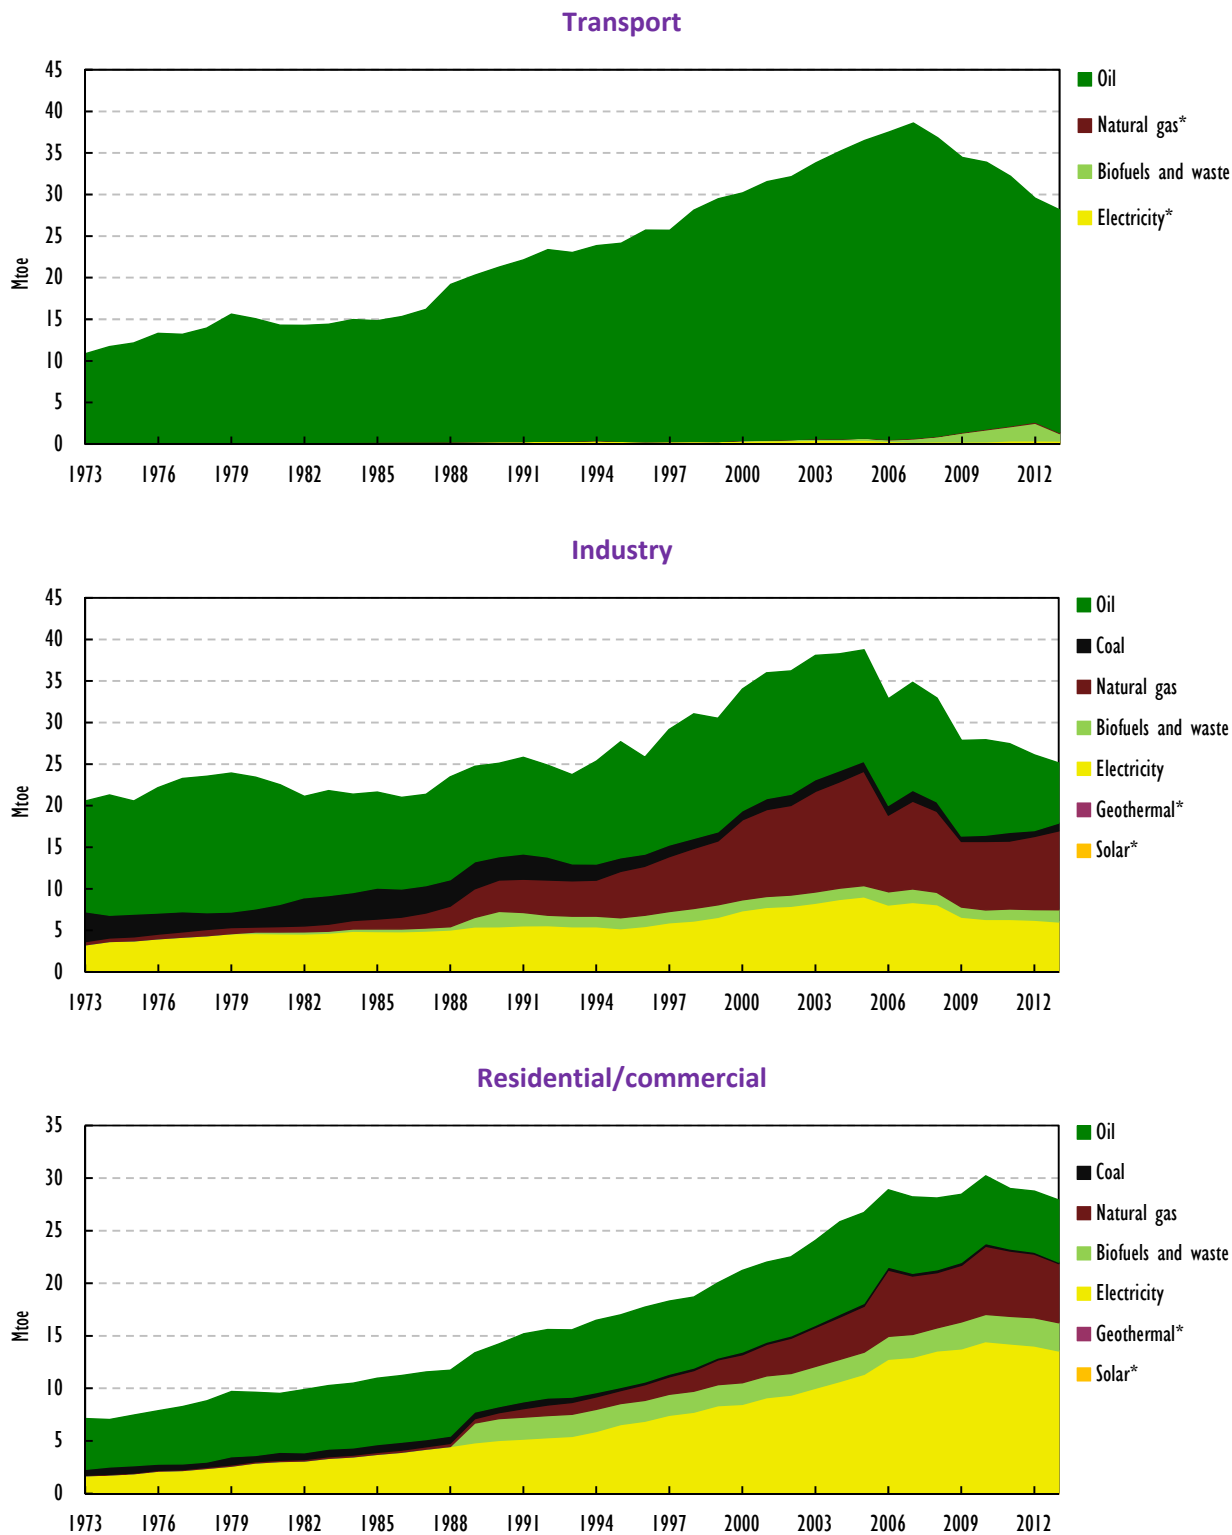 Transport
45
40
35
30
25
20
15
10
5
0
Mtoe
1973 1976 1979 1982 1985 1988 1991 1994 1997 2000 2003 2006 2009 2012
Oil
Natural gas*
Biofuels and waste
Electricity*
Industry
45
40
35
30
25
20
15
10
5
0
Mtoe
1973 1976 1979 1982 1985 1988 1991 1994 1997 2000 2003 2006 2009 2012
Oil
Coal
Natural gas
Biofuels and waste
Electricity
Geothermal*
Solar*
Residential/commercial
35
30
25
20
15
10
5
0
Mtoe
1973 1976 1979 1982 1985 1988 1991 1994 1997 2000 2003 2006 2009 2012
Oil
Coal
Natural gas
Biofuels and waste
Electricity
Geothermal*
Solar*